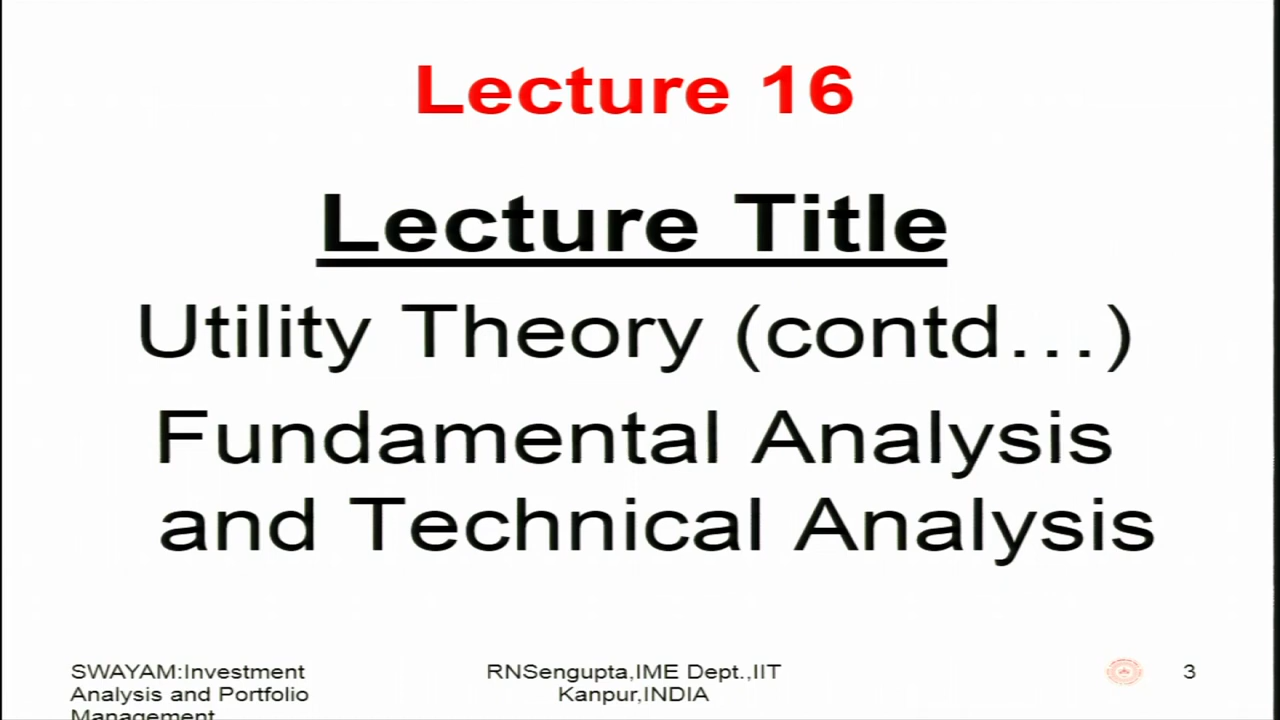 Lecture 16
Lecture Title
Utility Theory (contd...)
Fundamental Analysis
and Technical Analysis
SWAYAM:Investment
Analysis and Portfolio
Management
RNSengupta,IME Dept.,IIT
Kanpur,INDIA
3